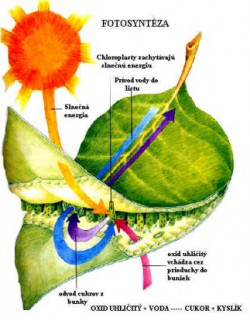 FOTOSYNTÉZA
Chloroplasty zachytávajú
slnečnú energiu
Prívod vody do
listu
Slnečná
energia
oxid uhličitý
vchádza cez
prieduchy do
buniek
odvod cukrov z
bunky
OXID UHLIČITÝ + VODA ----- CUKOR + KYSLÍK